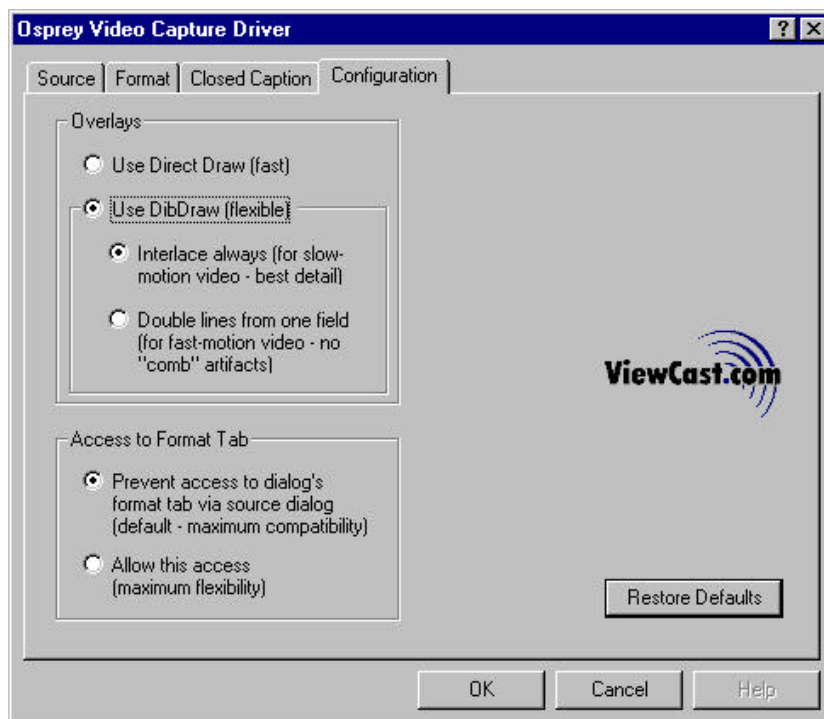 Osprey Video Capture Driver
Source
Format
Closed Caption
Configuration
Overlays
Use Direct Draw (fast)
Use DibDraw (flexible)
Interlace always (for slow-
motion video - best detail)
Double lines from one field
(for fast-motion video - no
"comb" artifacts)
ViewCast.com
Access to Format Tab
Prevent access to dialog's
format tab via source dialog
(default - maximum compatibility)
Allow this access
(maximum flexibility)
Restore Defaults
OK
Cancel
Help